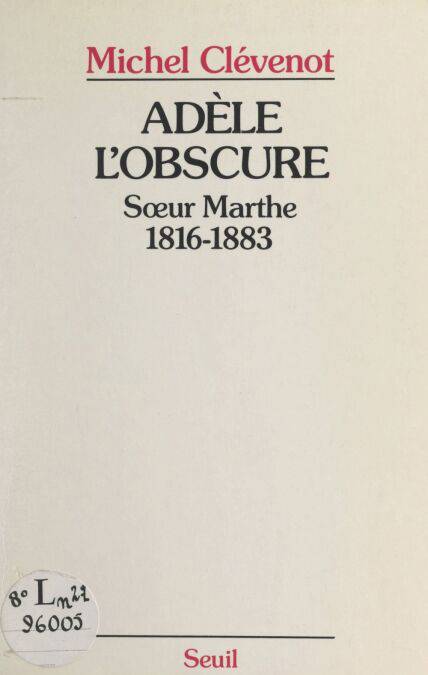 Michel Clévenot
ADÈLE
L'OBSCURE
Sœur Marthe
1816-1883
8° Ln27
96005
Seuil